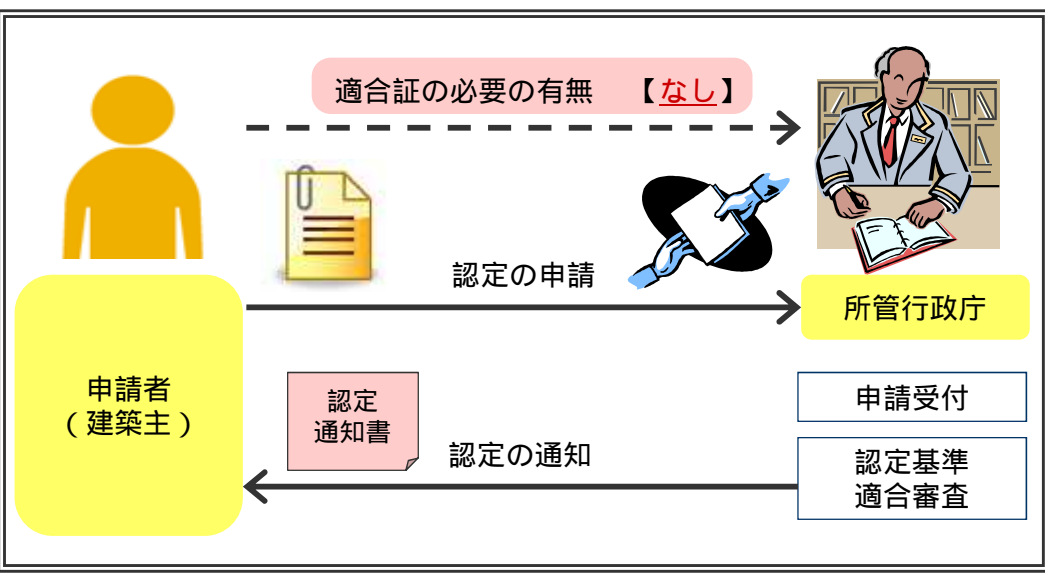 適合証の必要の有無 【なし】
認定の申請
所管行政庁
申請者
(建築主)
認定
通知書
認定の通知
申請受付
認定基準
適合審査